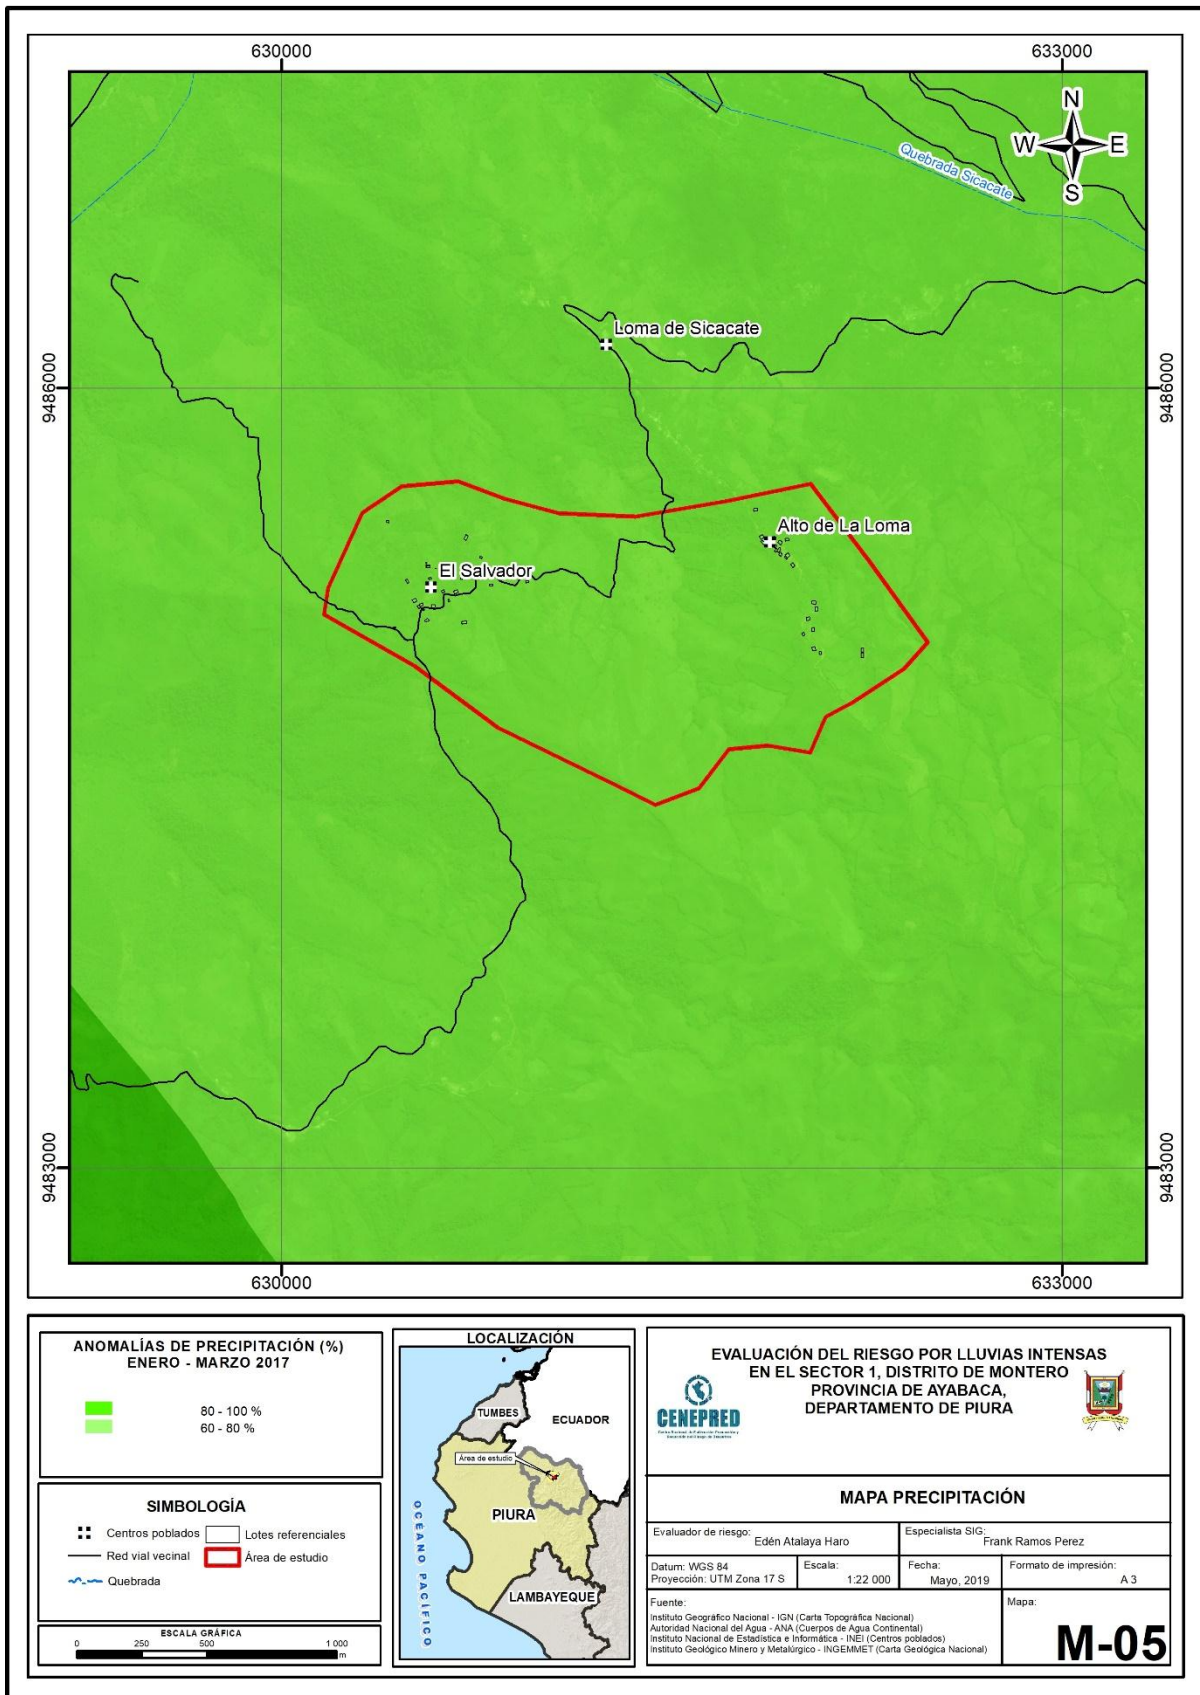 630000
633000
N
W
E
S
Quebrada Sicacate
Loma de Sicacate
9486000
9486000
Alto de La Loma
El Salvador
9483000
9483000
630000
633000
ANOMALÍAS DE PRECIPITACIÓN (%)
ENERO - MARZO 2017
80 - 100 %
60 - 80 %
SIMBOLOGÍA
Centros poblados
Lotes referenciales
Red vial vecinal
Área de estudio
Quebrada
ESCALA GRÁFICA
0 250 500 1 000
m
LOCALIZACIÓN
TUMBES
ECUADOR
Área de estudio
PIURA
OCÉANO PACÍFICO
LAMBAYEQUE
EVALUACIÓN DEL RIESGO POR LLUVIAS INTENSAS
EN EL SECTOR 1, DISTRITO DE MONTERO
PROVINCIA DE AYABACA,
DEPARTAMENTO DE PIURA
CENEPRED
MAPA PRECIPITACIÓN
Evaluador de riesgo:
Edén Atalaya Haro
Especialista SIG:
Frank Ramos Perez
Datum: WGS 84
Proyección: UTM Zona 17 S
Escala:
1:22 000
Fecha:
Mayo, 2019
Formato de impresión:
A 3
Fuente:
Instituto Geográfico Nacional - IGN (Carta Topográfica Nacional)
Autoridad Nacional del Agua - ANA (Cuerpos de Agua Continental)
Instituto Nacional de Estadística e Informática - INEI (Centros poblados)
Instituto Geológico Minero y Metalúrgico - INGEMMET (Carta Geológica Nacional)
Mapa:
M-05